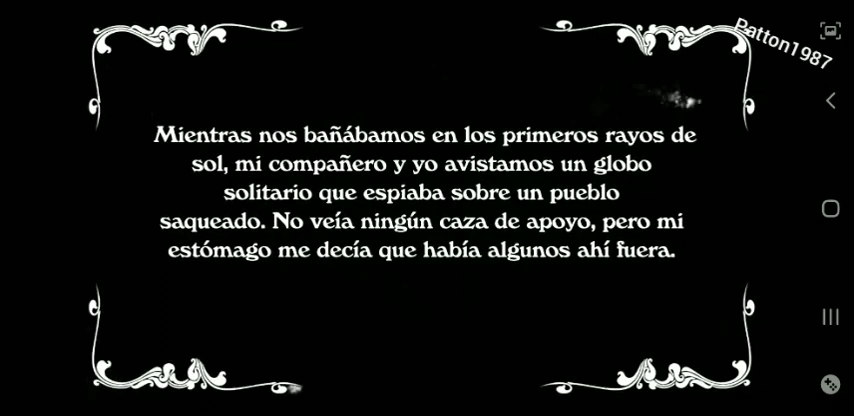 Patton1987
Mientras nos bañábamos en los primeros rayos de
sol, mi compañero y yo avistamos un globo
solitario que espiaba sobre un pueblo
saqueado. No veía ningún caza de apoyo, pero mi
estómago me decía que había algunos ahí fuera.